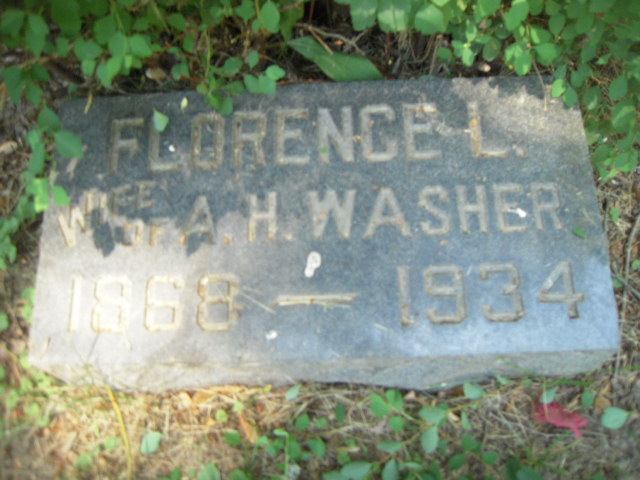 FLORENCE L.
WIFE OF A. H. WASHER
1868 — 1934